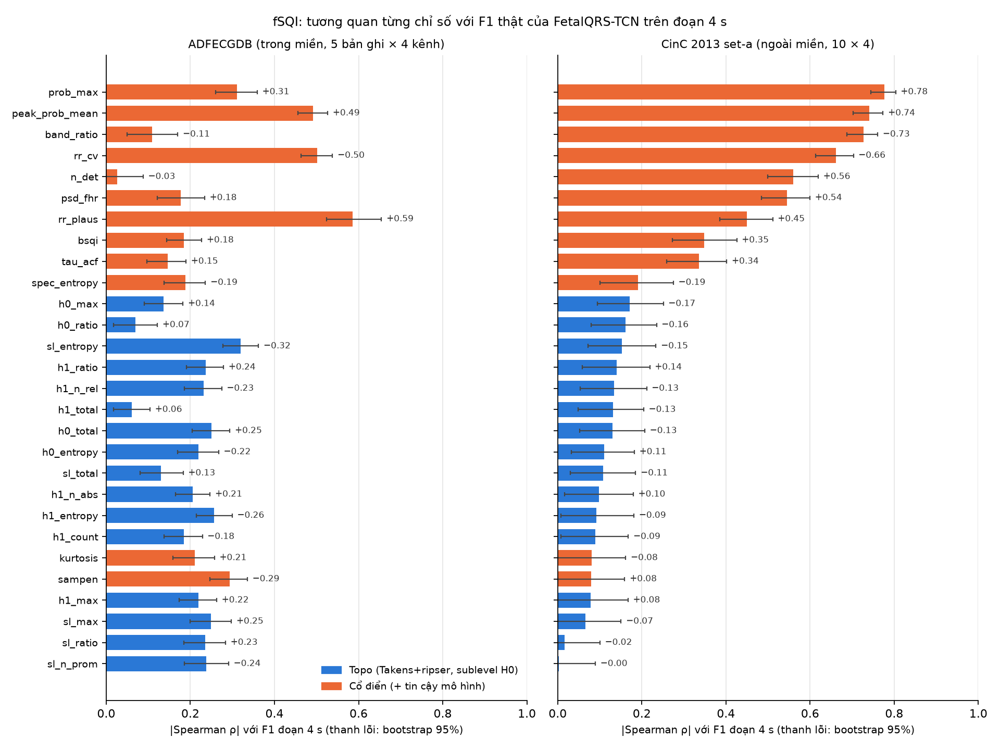 fSQI: tương quan từng chỉ số với F1 thật của FetalQRS-TCN trên đoạn 4 s
ADFECGDB (trong miền, 5 bản ghi × 4 kênh)
prob_max +0.31
peak_prob_mean +0.49
band_ratio −0.11
rr_cv −0.50
n_det −0.03
psd_fhr +0.18
rr_plaus +0.59
bsqi +0.18
tau_acf +0.15
spec_entropy −0.19
h0_max +0.14
h0_ratio +0.07
sl_entropy −0.32
h1_ratio +0.24
h1_n_rel −0.23
h1_total +0.06
h0_total +0.25
h0_entropy −0.22
sl_total +0.13
h1_n_abs +0.21
h1_entropy −0.26
h1_count −0.18
kurtosis +0.21
sampen −0.29
h1_max +0.22
sl_max +0.25
sl_ratio +0.23
sl_n_prom −0.24
Topo (Takens+ripser, sublevel H0)
Cổ điển (+ tin cậy mô hình)
0.0 0.2 0.4 0.6 0.8 1.0
|Spearman ρ| với F1 đoạn 4 s (thanh lỗi: bootstrap 95%)
CinC 2013 set-a (ngoài miền, 10 × 4)
+0.78
+0.74
−0.73
−0.66
+0.56
+0.54
+0.45
+0.35
+0.34
−0.19
−0.17
−0.16
−0.15
+0.14
−0.13
−0.13
−0.13
+0.11
−0.11
+0.10
−0.09
−0.09
−0.08
+0.08
+0.08
−0.07
−0.02
−0.00
0.0 0.2 0.4 0.6 0.8 1.0
|Spearman ρ| với F1 đoạn 4 s (thanh lỗi: bootstrap 95%)